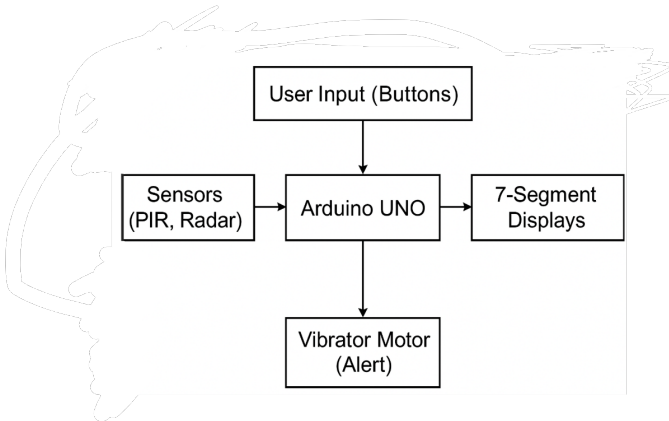 User Input (Buttons)
Sensors
(PIR, Radar)
Arduino UNO
7-Segment
Displays
Vibrator Motor
(Alert)